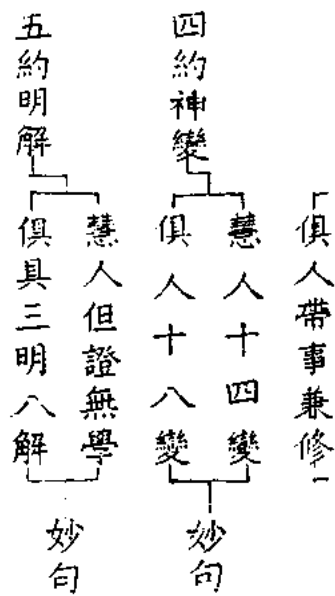 俱人帶事兼修
四約神變
慧人十四變
俱人十八變
妙句
五約明解
慧人但證無學
俱具三明八解
妙句